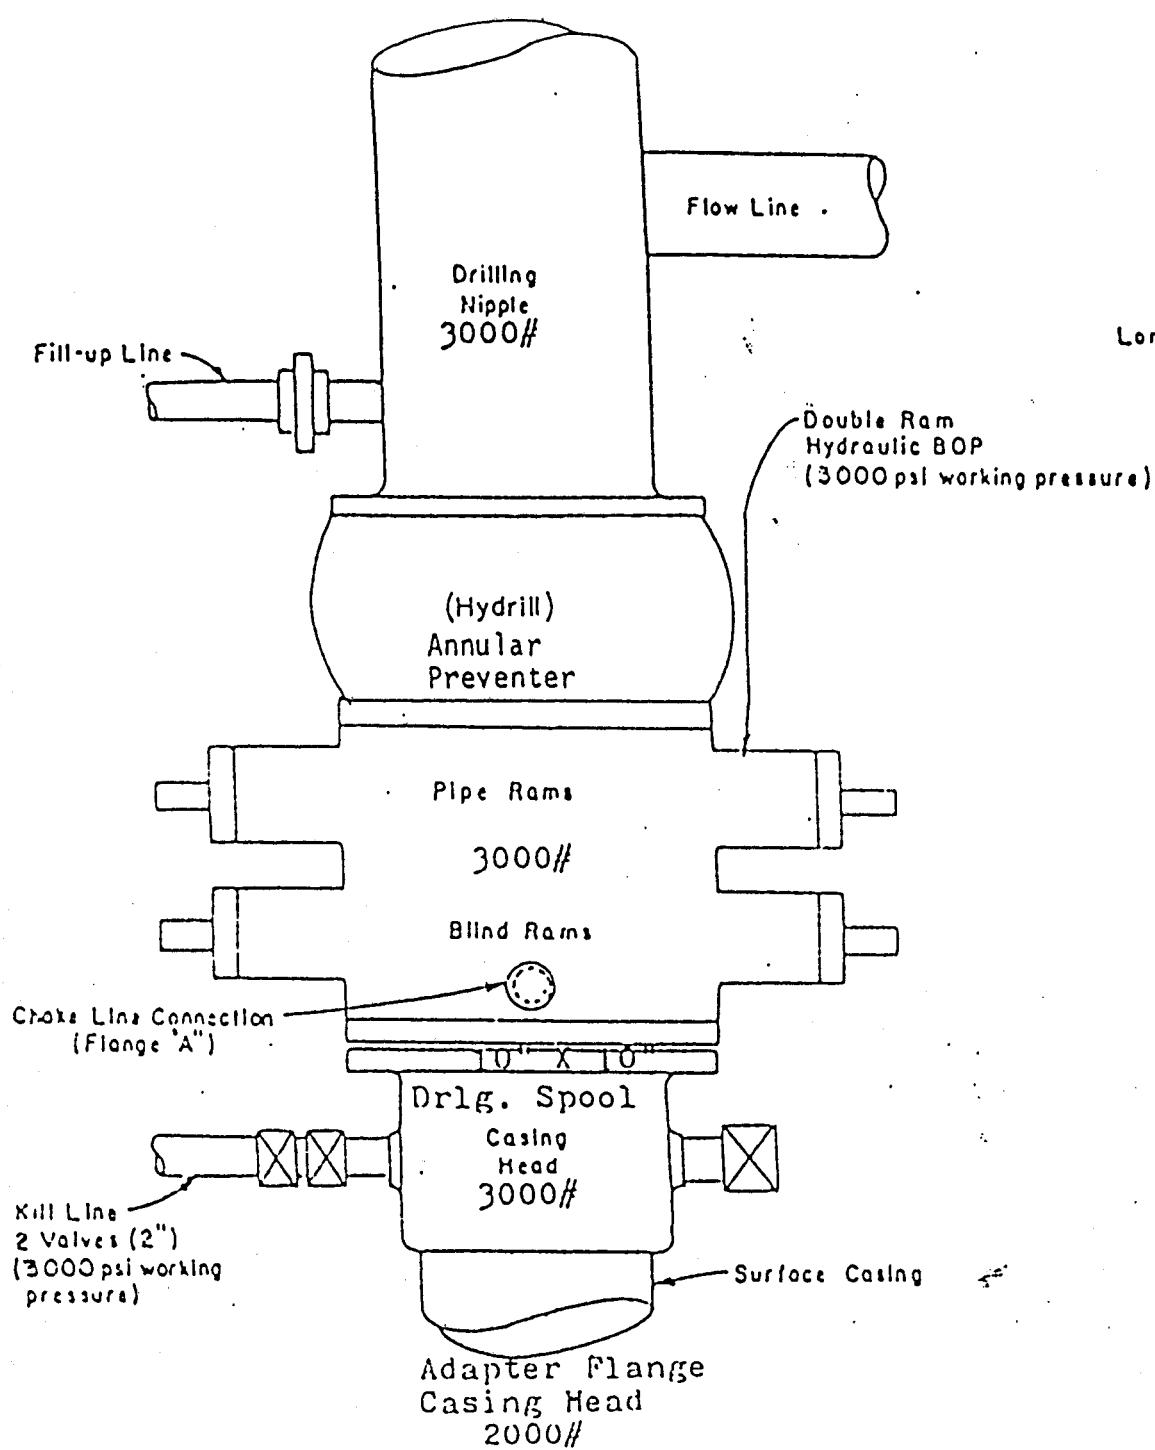 Flow Line
Drilling
Nipple
3000#
Fill-up Line
Lor
Double Ram
Hydraulic BOP
(3000 psi working pressure)
(Hydrill)
Annular
Preventer
Pipe Rams
3000#
Blind Rams
Choke Line Connection
(Flange "A")
Drlg. Spool
Casing
Head
3000#
Kill Line
2 Valves (2")
(3000 psi working
pressure)
Surface Casing
Adapter Flange
Casing Head
2000#